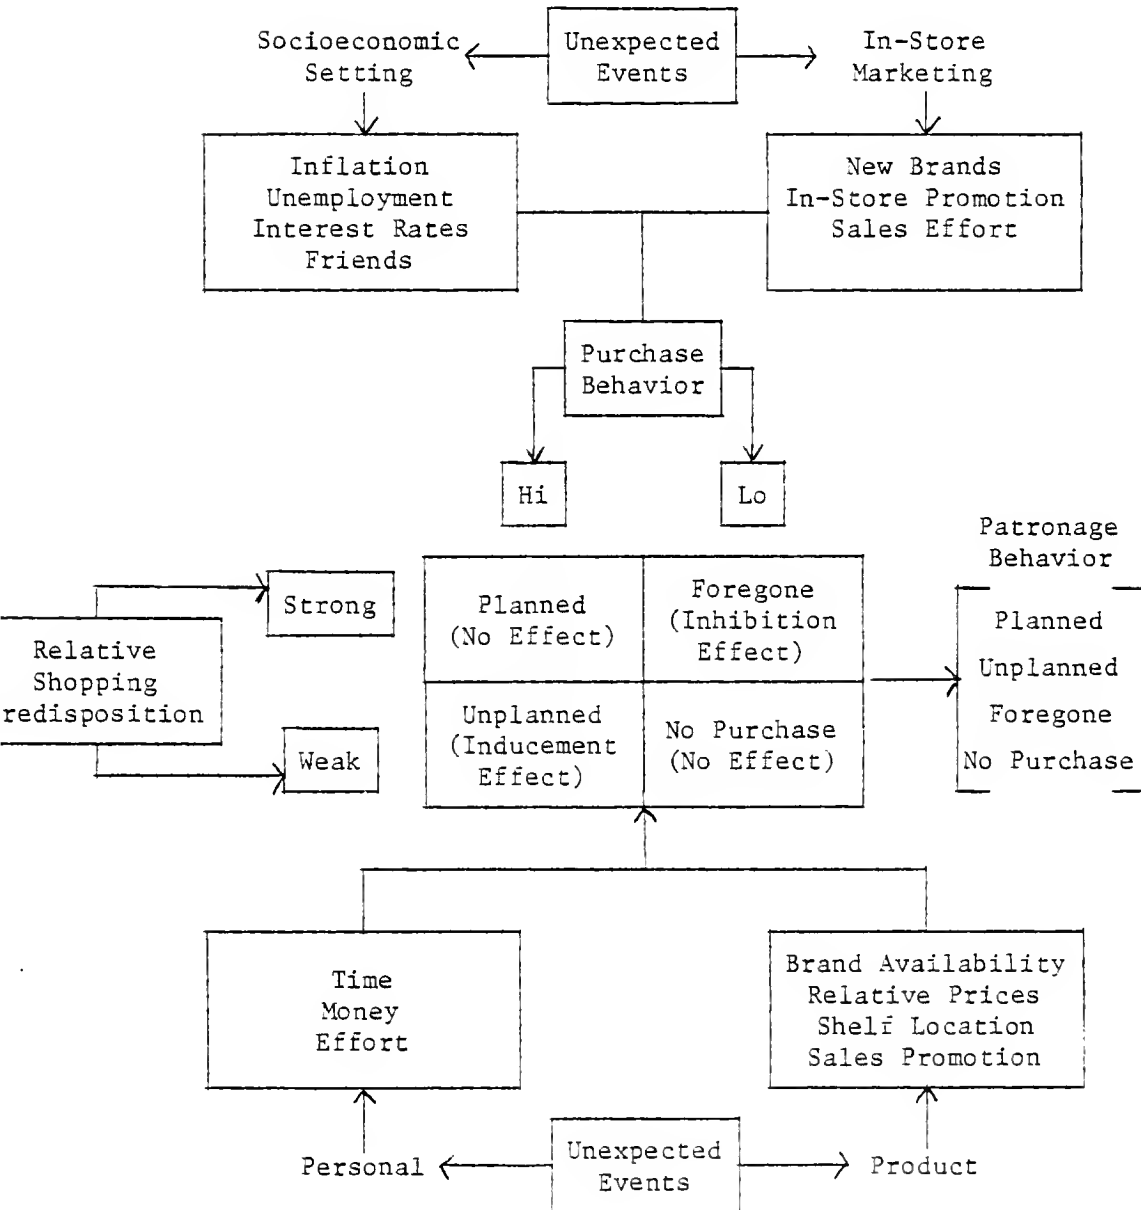 Socioeconomic
Setting
Unexpected
Events
In-Store
Marketing
Inflation
Unemployment
Interest Rates
Friends
New Brands
In-Store Promotion
Sales Effort
Purchase
Behavior
Hi
Lo
Patronage
Behavior
Strong
Relative
Shopping
redisposition
Weak
Planned
(No Effect)
Foregone
(Inhibition
Effect)
Unplanned
(Inducement
Effect)
No Purchase
(No Effect)
Planned
Unplanned
Foregone
No Purchase
Time
Money
Effort
Brand Availability
Relative Prices
Shelf Location
Sales Promotion
Personal
Unexpected
Events
Product